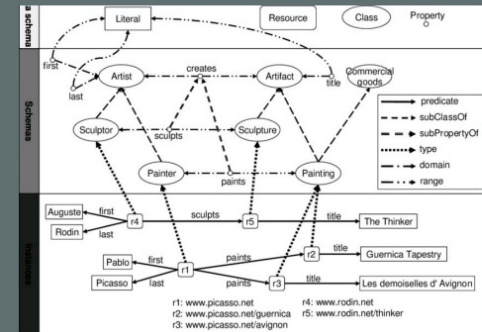 a schema
Literal
Resource
Class
Property
first
last
Artist
creates
Artifact
title
Commercial
goods
Schemas
Sculptor
sculpts
Sculpture
Painter
paints
Painting
predicate
subClassOf
subPropertyOf
type
domain
range
Instances
Auguste
first
r4
sculpts
r5
title
The Thinker
Rodin
last
Pablo
first
r1
paints
r2
title
Guernica Tapestry
Picasso
last
paints
r3
title
Les demoiselles d' Avignon
r1: www.picasso.net
r4: www.rodin.net
r2: www.picasso.net/guernica
r5: www.rodin.net/thinker
r3: www.picasso.net/avignon